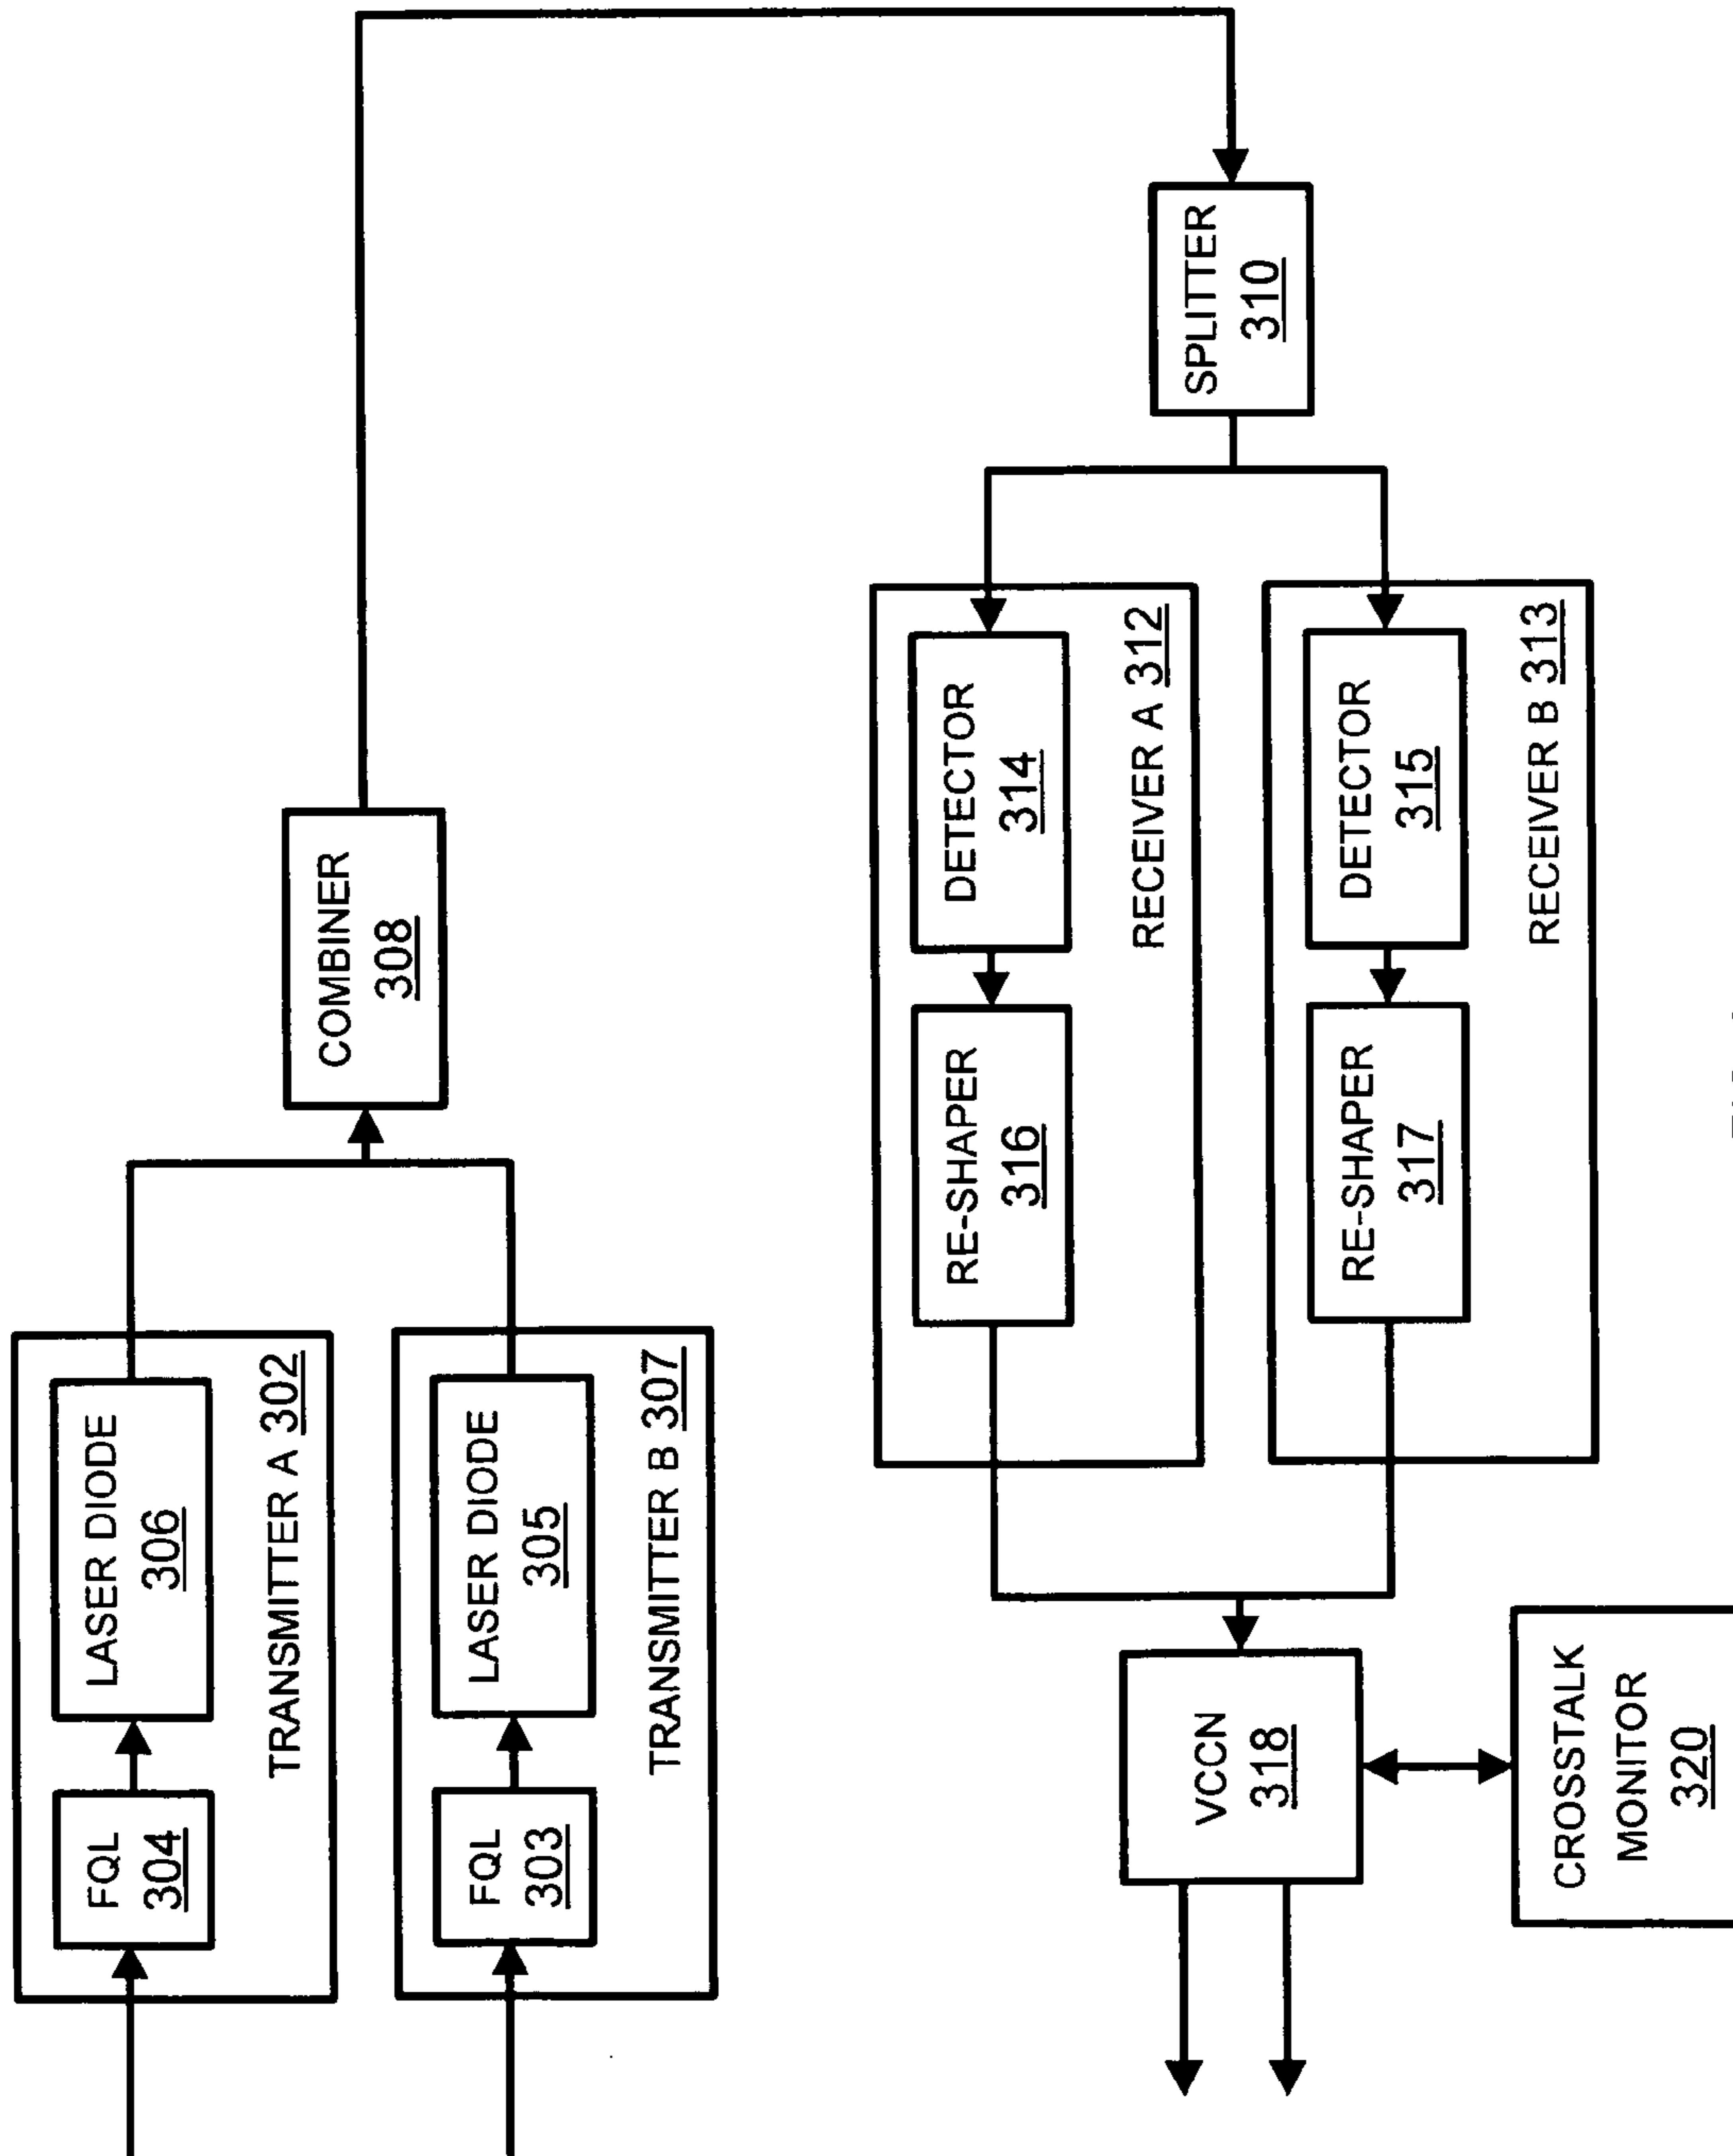 FQL
304
LASER DIODE
306
TRANSMITTER A 302
FQL
303
LASER DIODE
305
TRANSMITTER B 307
COMBINER
308
SPLITTER
310
DETECTOR
314
RE-SHAPER
316
RECEIVER A 312
DETECTOR
315
RE-SHAPER
317
RECEIVER B 313
VCCN
318
CROSSTALK
MONITOR
320